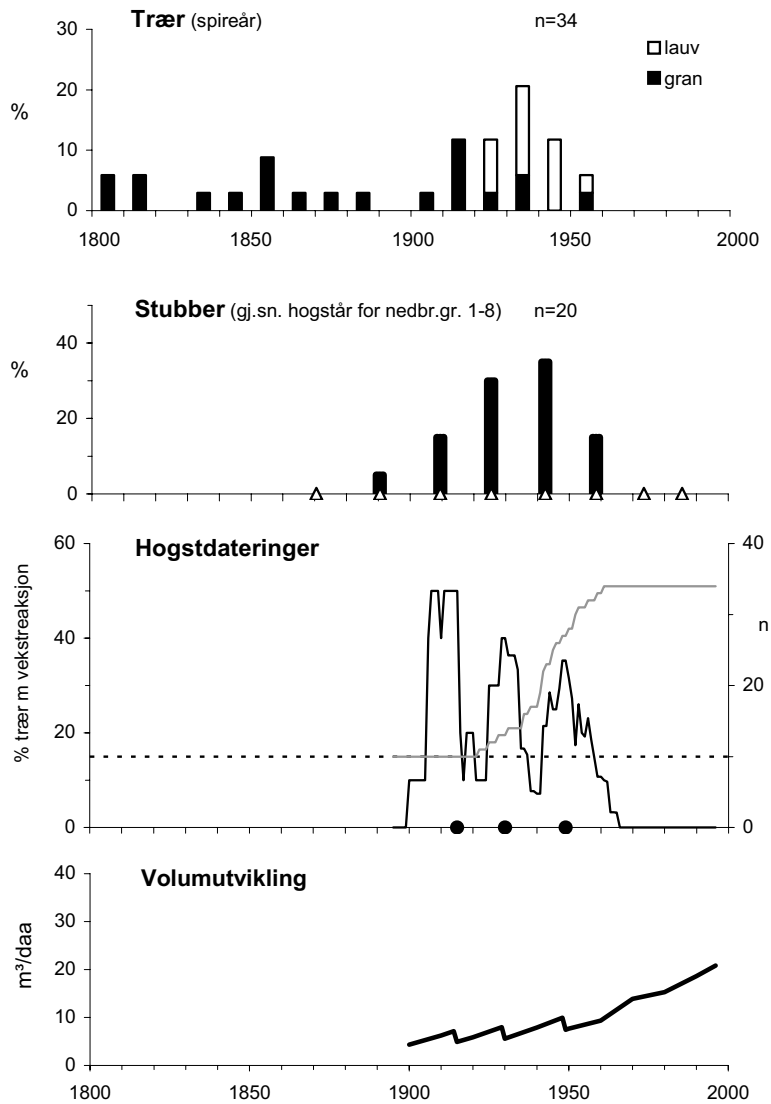 Trær (spireår) n=34
30
lauv
gran
20
%
10
0
1800 1850 1900 1950 2000
Stubber (gj.sn. hogstår for nedbr.gr. 1-8) n=20
40
%
20
0
60 Hogstdateringer 40
% trær m vekstreaksjon
n
40
20 20
0 0
40 Volumutvikling
30
m³/daa
20
10
0
1800 1900 1950 2000